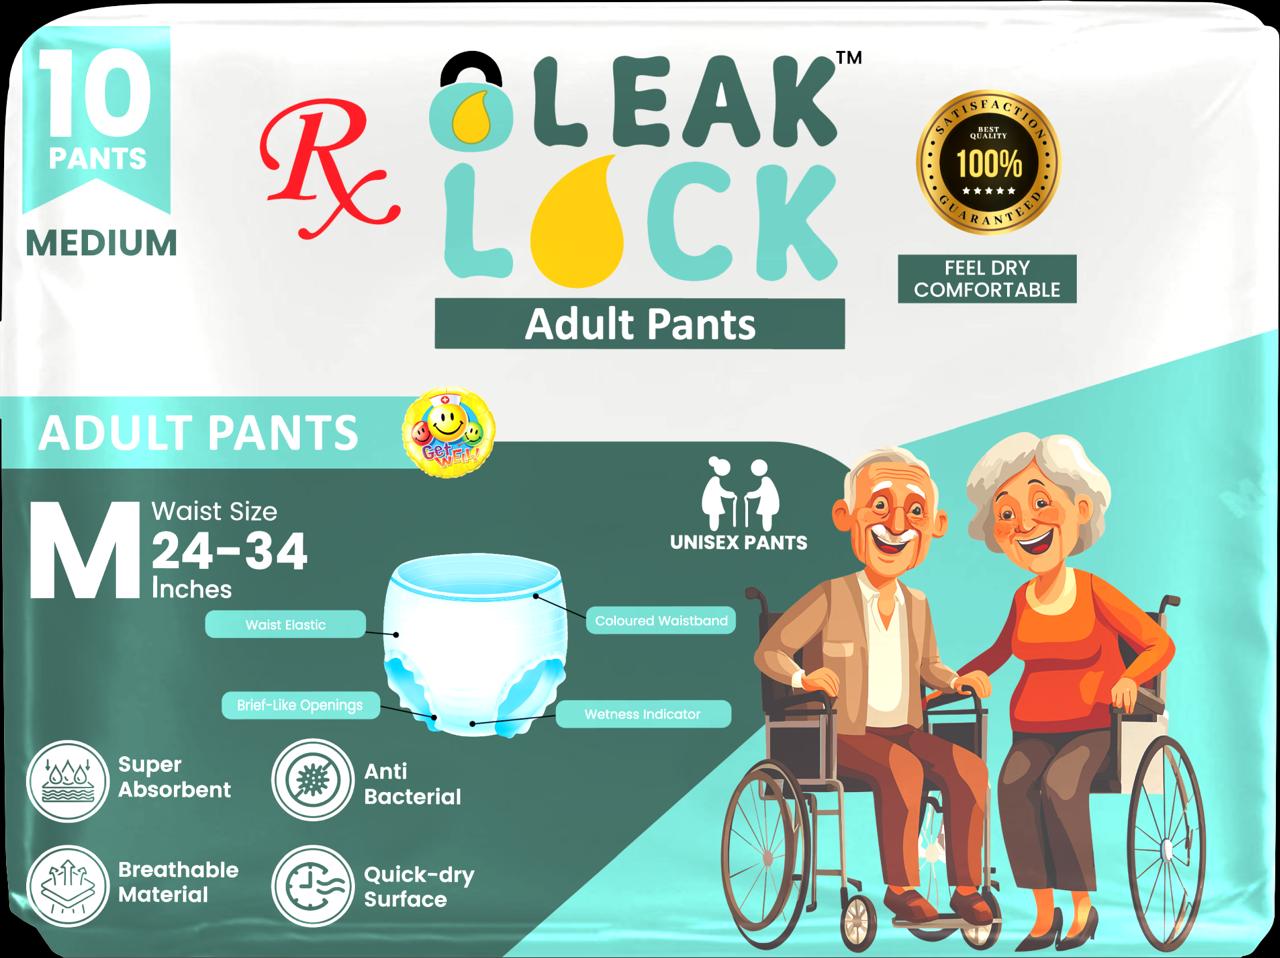 10
PANTS
MEDIUM
Rx
LEAK™
LOCK
Adult Pants
SATISFACTION
BEST
QUALITY
100%
GUARANTEED
FEEL DRY
COMFORTABLE
ADULT PANTS
Get
WELL!
M
Waist Size
24-34
Inches
UNISEX PANTS
Waist Elastic
Coloured Waistband
Brief-Like Openings
Wetness Indicator
Super
Absorbent
Anti
Bacterial
Breathable
Material
Quick-dry
Surface